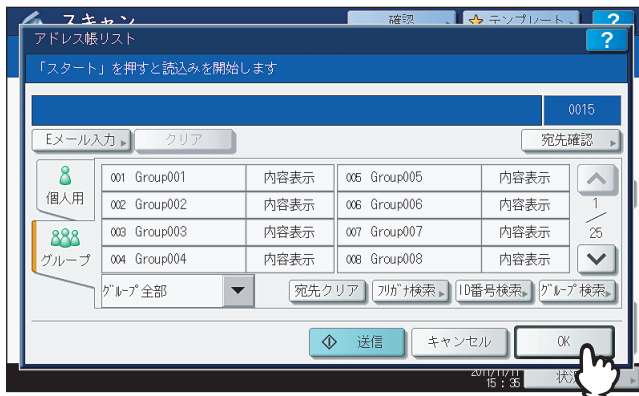 スキャン 確認 テンプレート ?
アドレス帳リスト ?
「スタート」を押すと読込みを開始します
0015
Eメール入力 クリア 宛先確認
個人用
グループ
001 Group001 内容表示 005 Group005 内容表示
002 Group002 内容表示 006 Group006 内容表示
003 Group003 内容表示 007 Group007 内容表示
004 Group004 内容表示 008 Group008 内容表示
1
25
グループ全部 宛先クリア フリガナ検索 ID番号検索 グループ検索
送信 キャンセル OK
2011/11/11
15:35